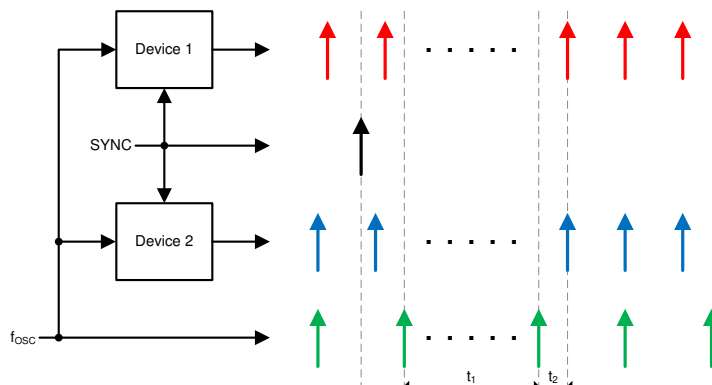 Device 1
SYNC
Device 2
fOSC
t1
t2